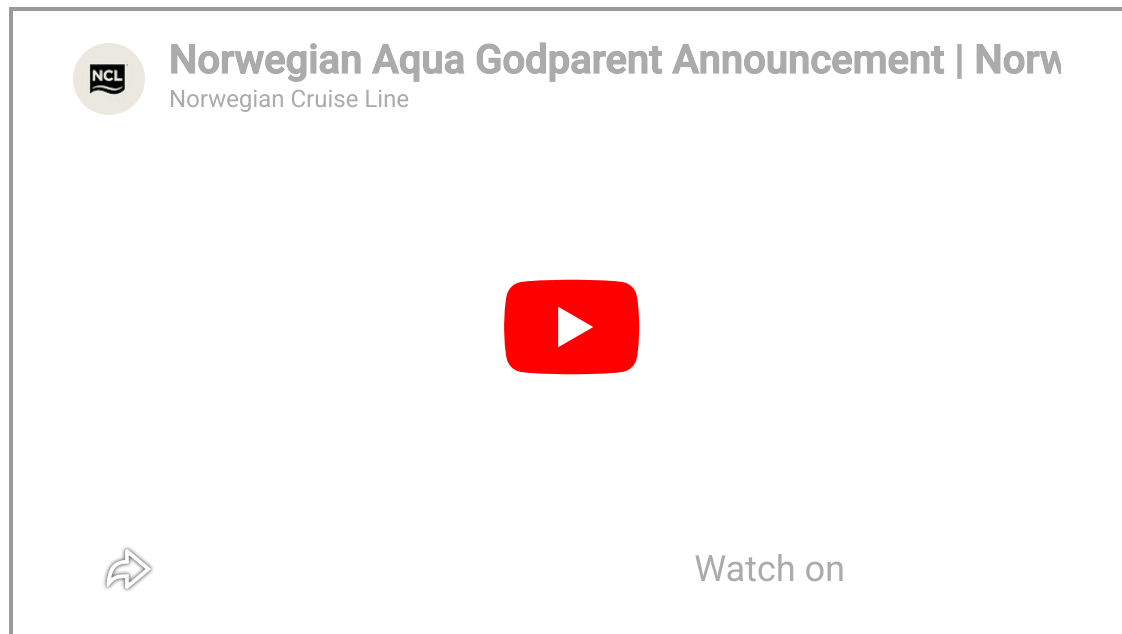 NCL
Norwegian Aqua Godparent Announcement | Norw
Norwegian Cruise Line
Watch on